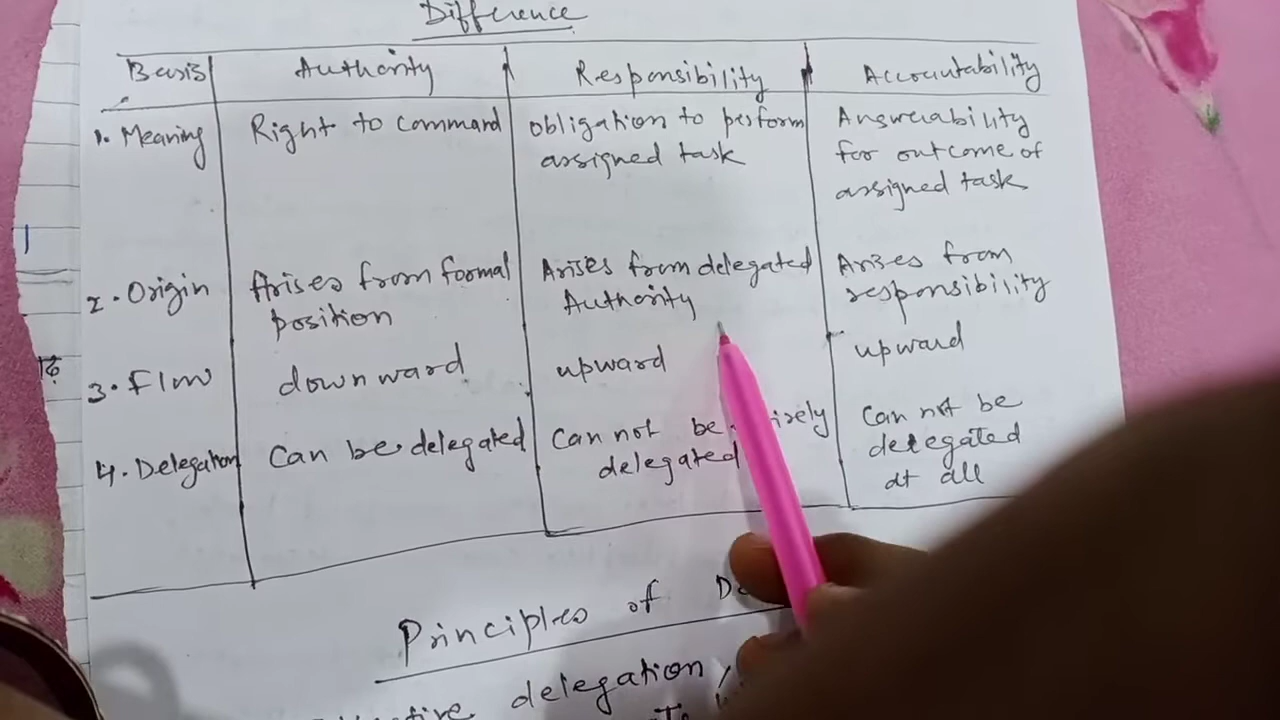 Difference
Basis Authority Responsibility Accountability
1. Meaning Right to command obligation to perform Answerability
assigned task for outcome of
assigned task
2. Origin Arises from formal Arises from delegated Arises from
position Authority responsibility
3. Flow downward upward upward
4. Delegation Can be delegated Can not be Can not be
delegated delegated
at all
Principles of
delegation,